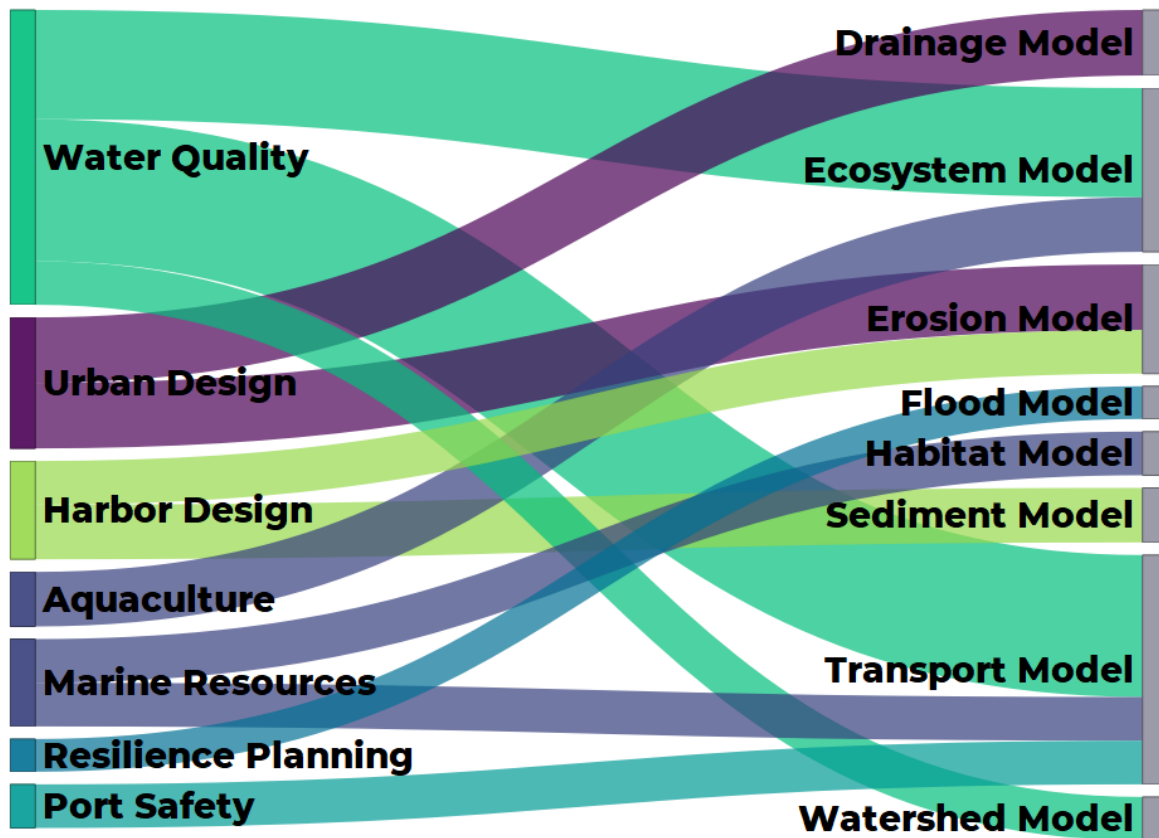 Water Quality
Urban Design
Harbor Design
Aquaculture
Marine Resources
Resilience Planning
Port Safety
Drainage Model
Ecosystem Model
Erosion Model
Flood Model
Habitat Model
Sediment Model
Transport Model
Watershed Model